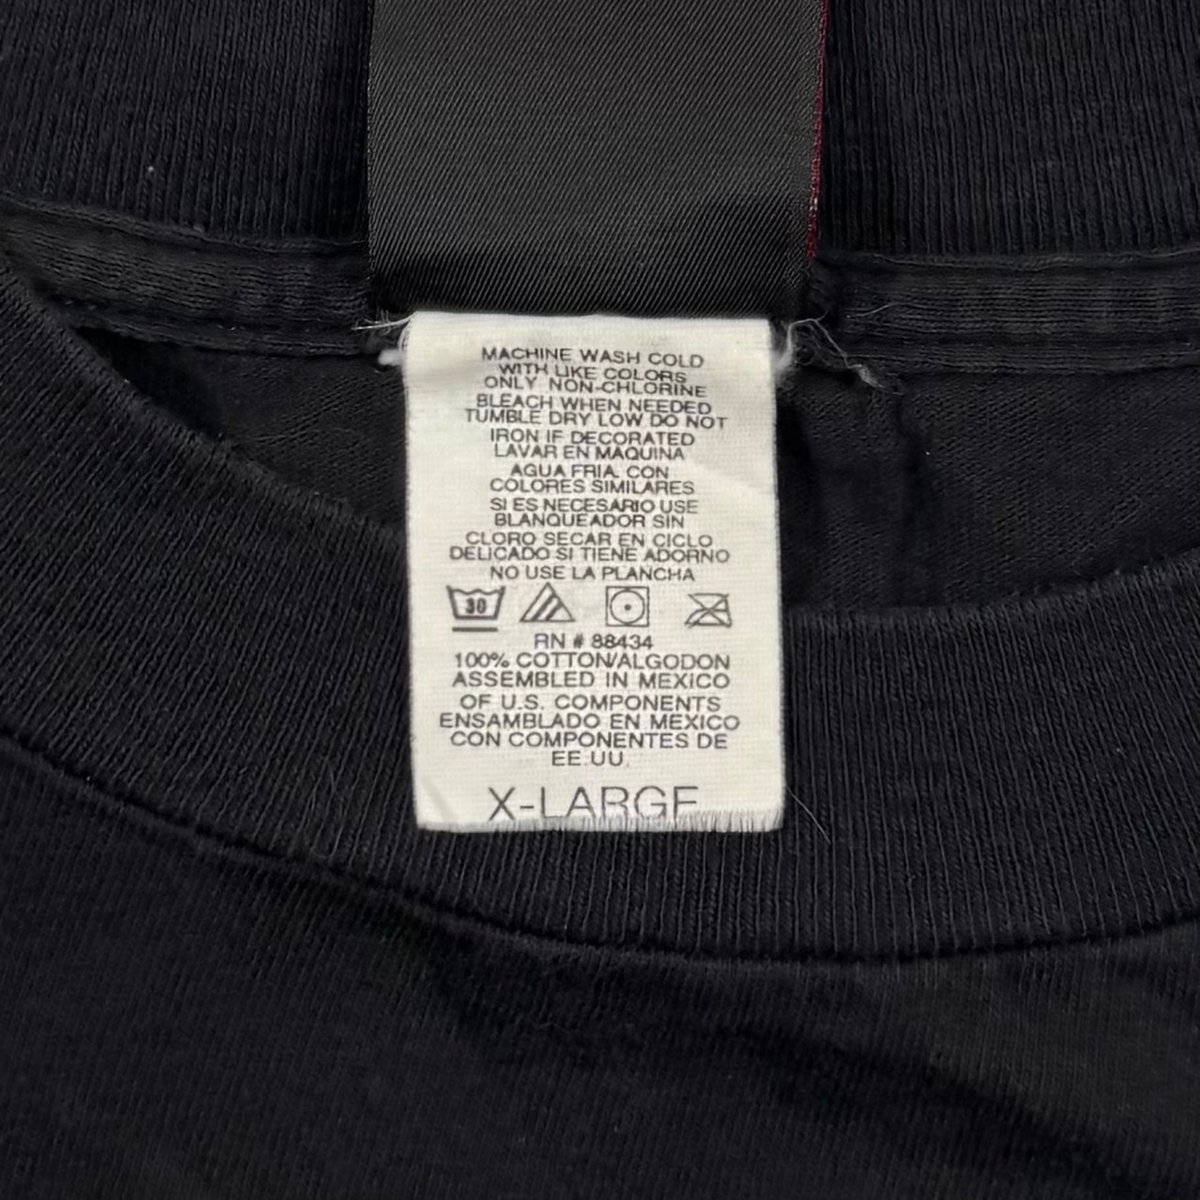 MACHINE WASH COLD
WITH LIKE COLORS
ONLY NON-CHLORINE
BLEACH WHEN NEEDED
TUMBLE DRY LOW DO NOT
IRON IF DECORATED
LAVAR EN MAQUINA
AGUA FRIA. CON
COLORES SIMILARES
SI ES NECESARIO USE
BLANQUEADOR SIN
CLORO SECAR EN CICLO
DELICADO SI TIENE ADORNO
NO USE LA PLANCHA
30
RN # 88434
100% COTTON/ALGODON
ASSEMBLED IN MEXICO
OF U.S. COMPONENTS
ENSAMBLADO EN MEXICO
CON COMPONENTES DE
EE.UU.
X-LARGE